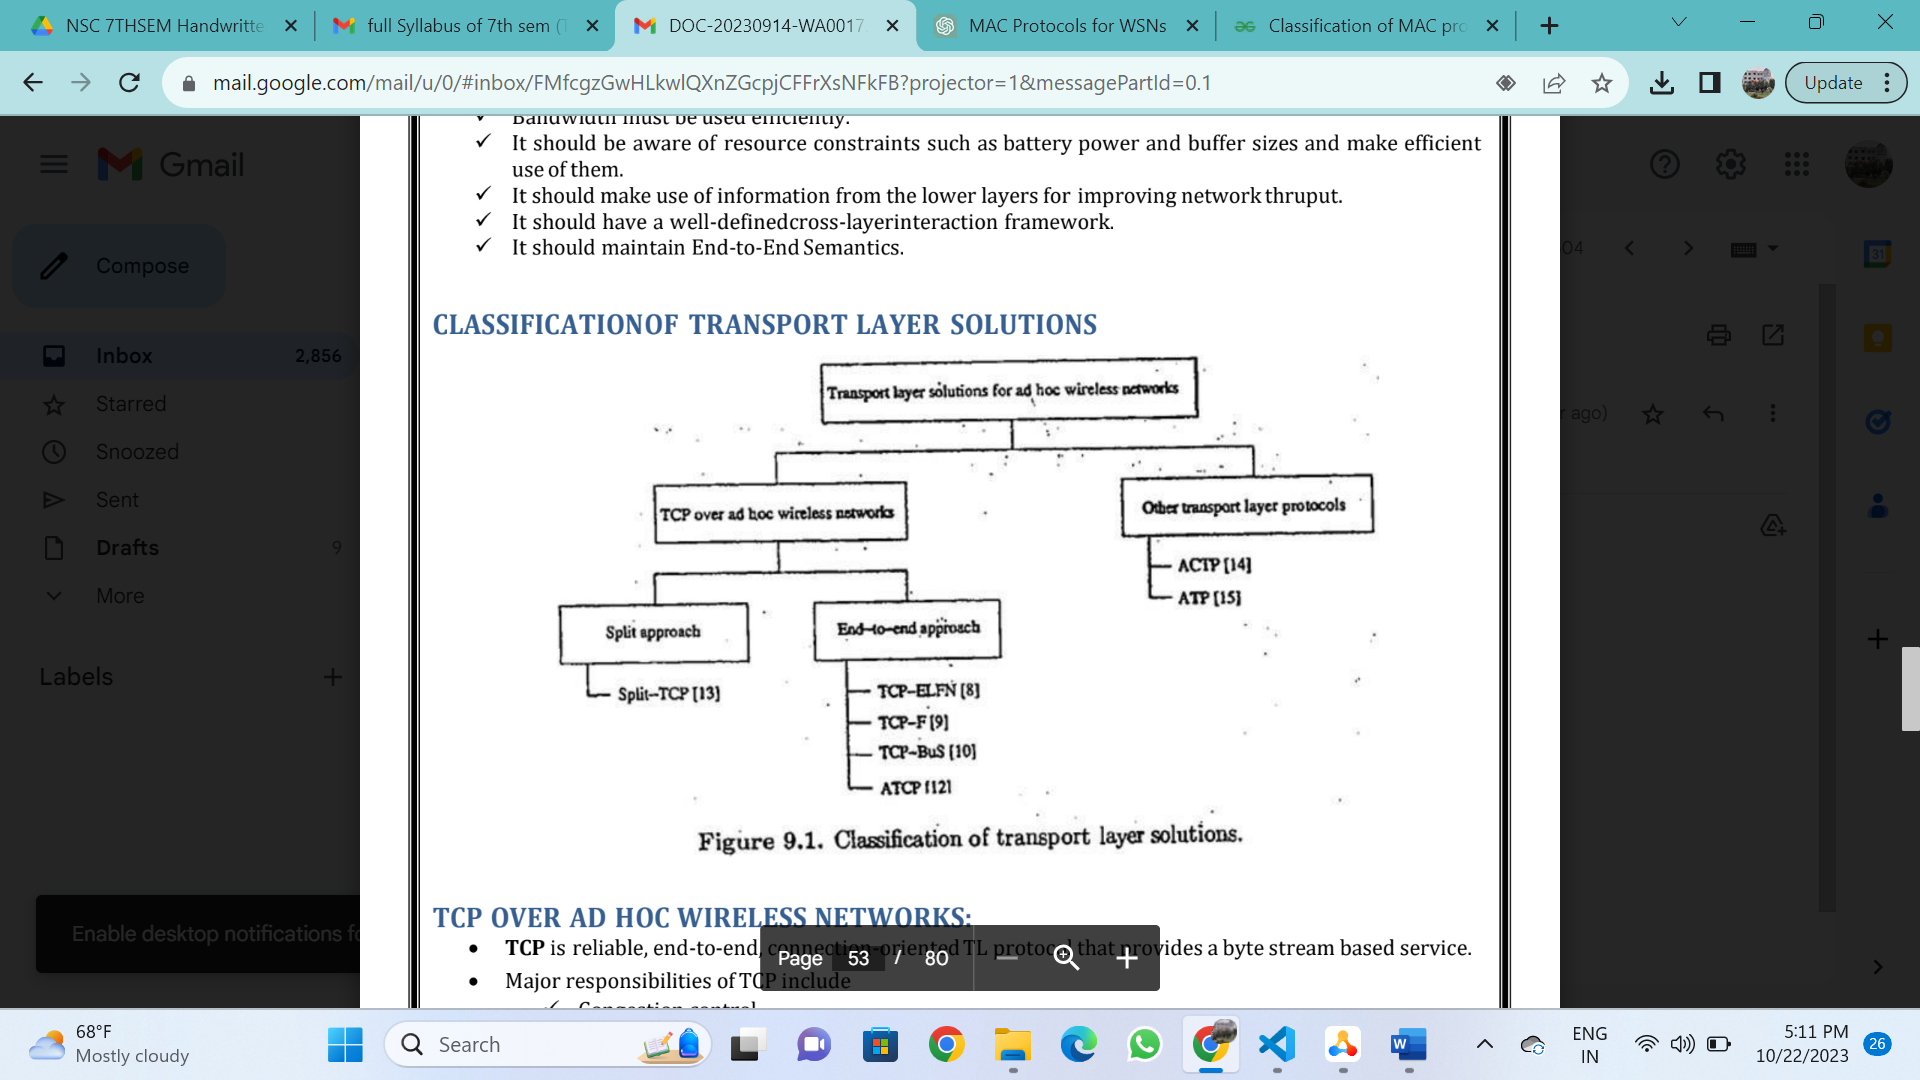 NSC 7THSEM Handwritte
full Syllabus of 7th sem (
DOC-20230914-WA0017
MAC Protocols for WSNs
Classification of MAC pro
mail.google.com/mail/u/0/#inbox/FMfcgzGwHLkwlQXnZGcpjCFFrXsNFkFB?projector=1&messagePartId=0.1
Update
Gmail
Compose
Inbox 2,856
Starred
Snoozed
Sent
Drafts 9
More
Labels
Enable desktop notifications fo
04
ago)
31
Bandwidth must be used efficiently.
✓ It should be aware of resource constraints such as battery power and buffer sizes and make efficient
use of them.
✓ It should make use of information from the lower layers for improving network thruput.
✓ It should have a well-definedcross-layerinteraction framework.
✓ It should maintain End-to-End Semantics.
CLASSIFICATIONOF TRANSPORT LAYER SOLUTIONS
Transport layer solutions for ad hoc wireless networks
TCP over ad hoc wireless networks
Other transport layer protocols
ACTP [14]
ATP [15]
Split approach
End-to-end approach
Split-TCP [13]
TCP-ELFN [8]
TCP-F [9]
TCP-BuS [10]
ATCP [12]
Figure 9.1. Classification of transport layer solutions.
TCP OVER AD HOC WIRELESS NETWORKS:
• TCP is reliable, end-to-end, connection-oriented TL protocol that provides a byte stream based service.
• Major responsibilities of TCP include
✓ Congestion control
Page 53 / 80
68°F
Mostly cloudy
Search
ENG
IN
5:11 PM
10/22/2023
26